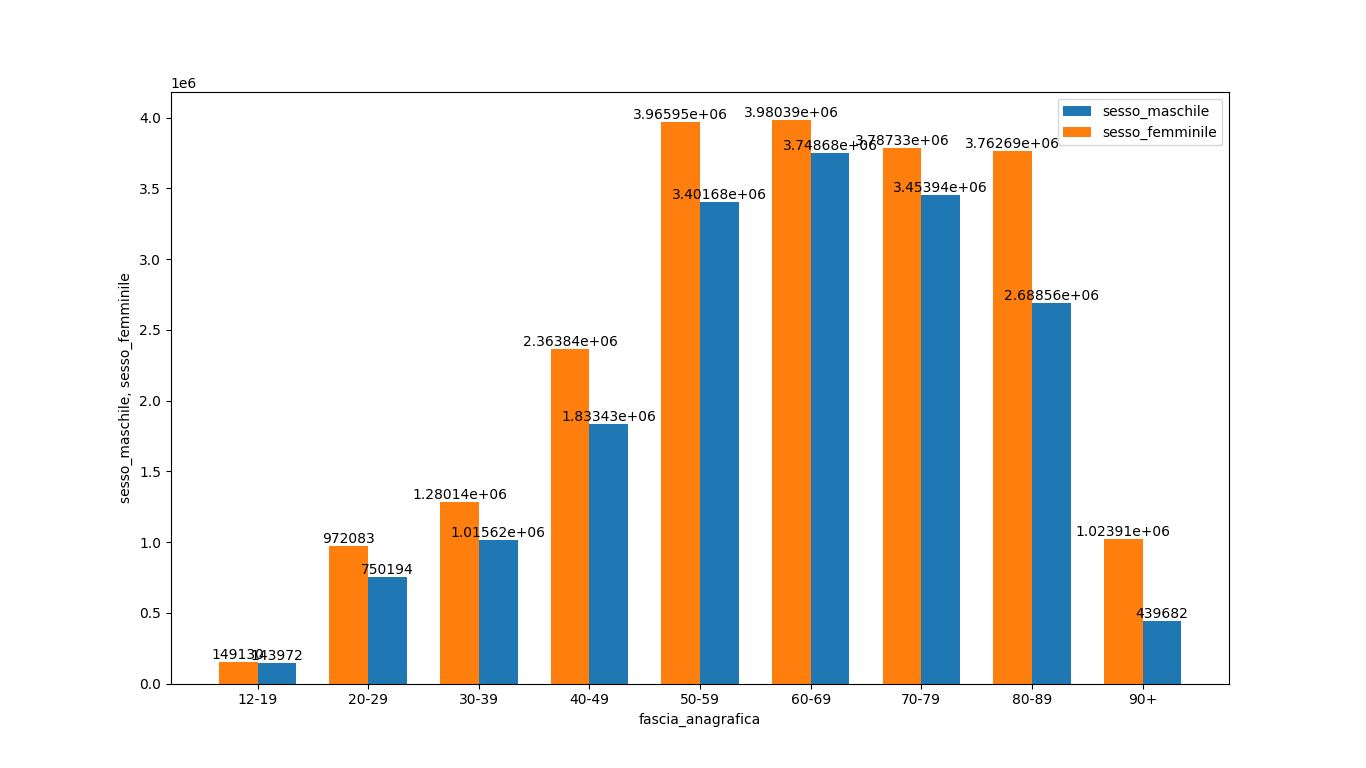 1e6
sesso_maschile
sesso_femminile
sesso_maschile, sesso_femminile
4.0
3.5
3.0
2.5
2.0
1.5
1.0
0.5
0.0
149130
143972
972083
750194
1.28014e+06
1.01562e+06
2.36384e+06
1.83343e+06
3.96595e+06
3.40168e+06
3.98039e+06
3.74868e+06
3.78733e+06
3.45394e+06
3.76269e+06
2.68856e+06
1.02391e+06
439682
12-19 20-29 30-39 40-49 50-59 60-69 70-79 80-89 90+
fascia_anagrafica